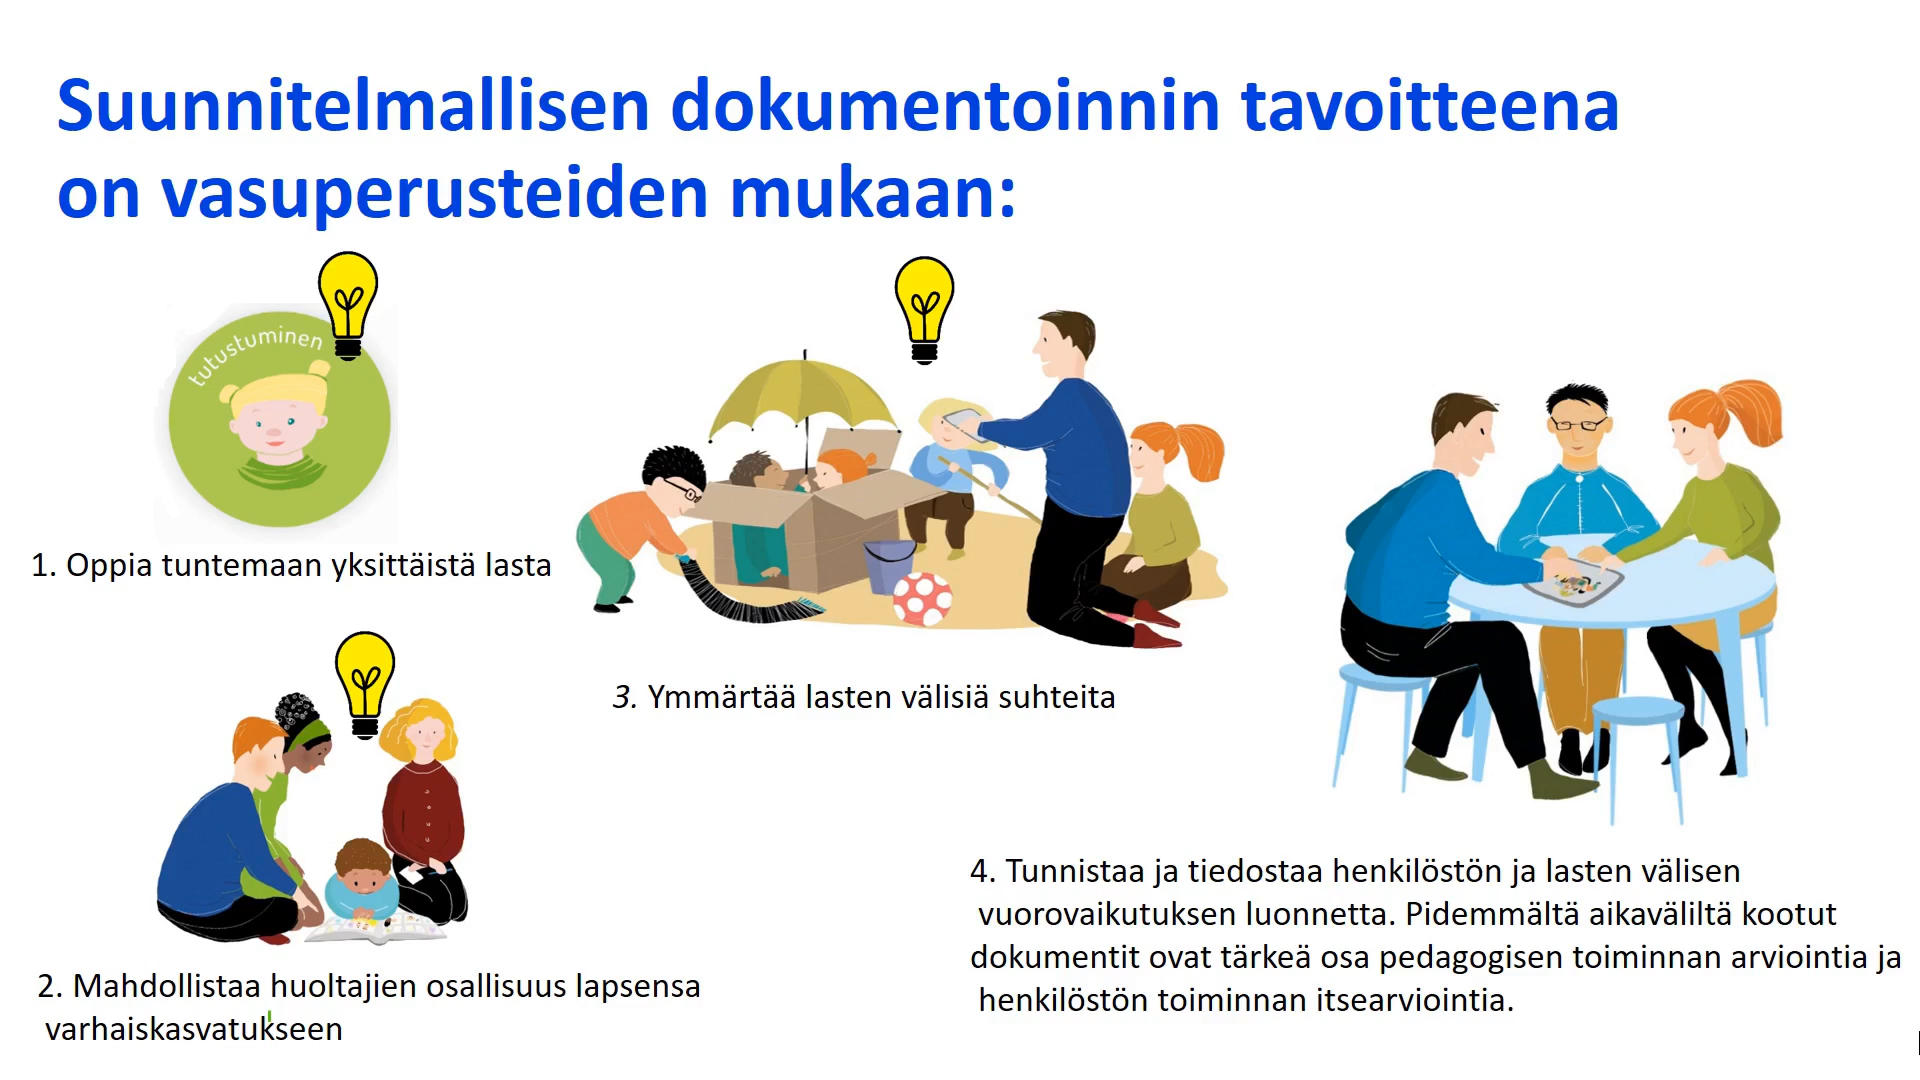 Suunnitelmallisen dokumentoinnin tavoitteena
on vasuperusteiden mukaan:
tutustuminen
1. Oppia tuntemaan yksittäistä lasta
2. Mahdollistaa huoltajien osallisuus lapsensa
varhaiskasvatukseen
3. Ymmärtää lasten välisiä suhteita
4. Tunnistaa ja tiedostaa henkilöstön ja lasten välisen
vuorovaikutuksen luonnetta. Pidemmältä aikaväliltä kootut
dokumentit ovat tärkeä osa pedagogisen toiminnan arviointia ja
henkilöstön toiminnan itsearviointia.